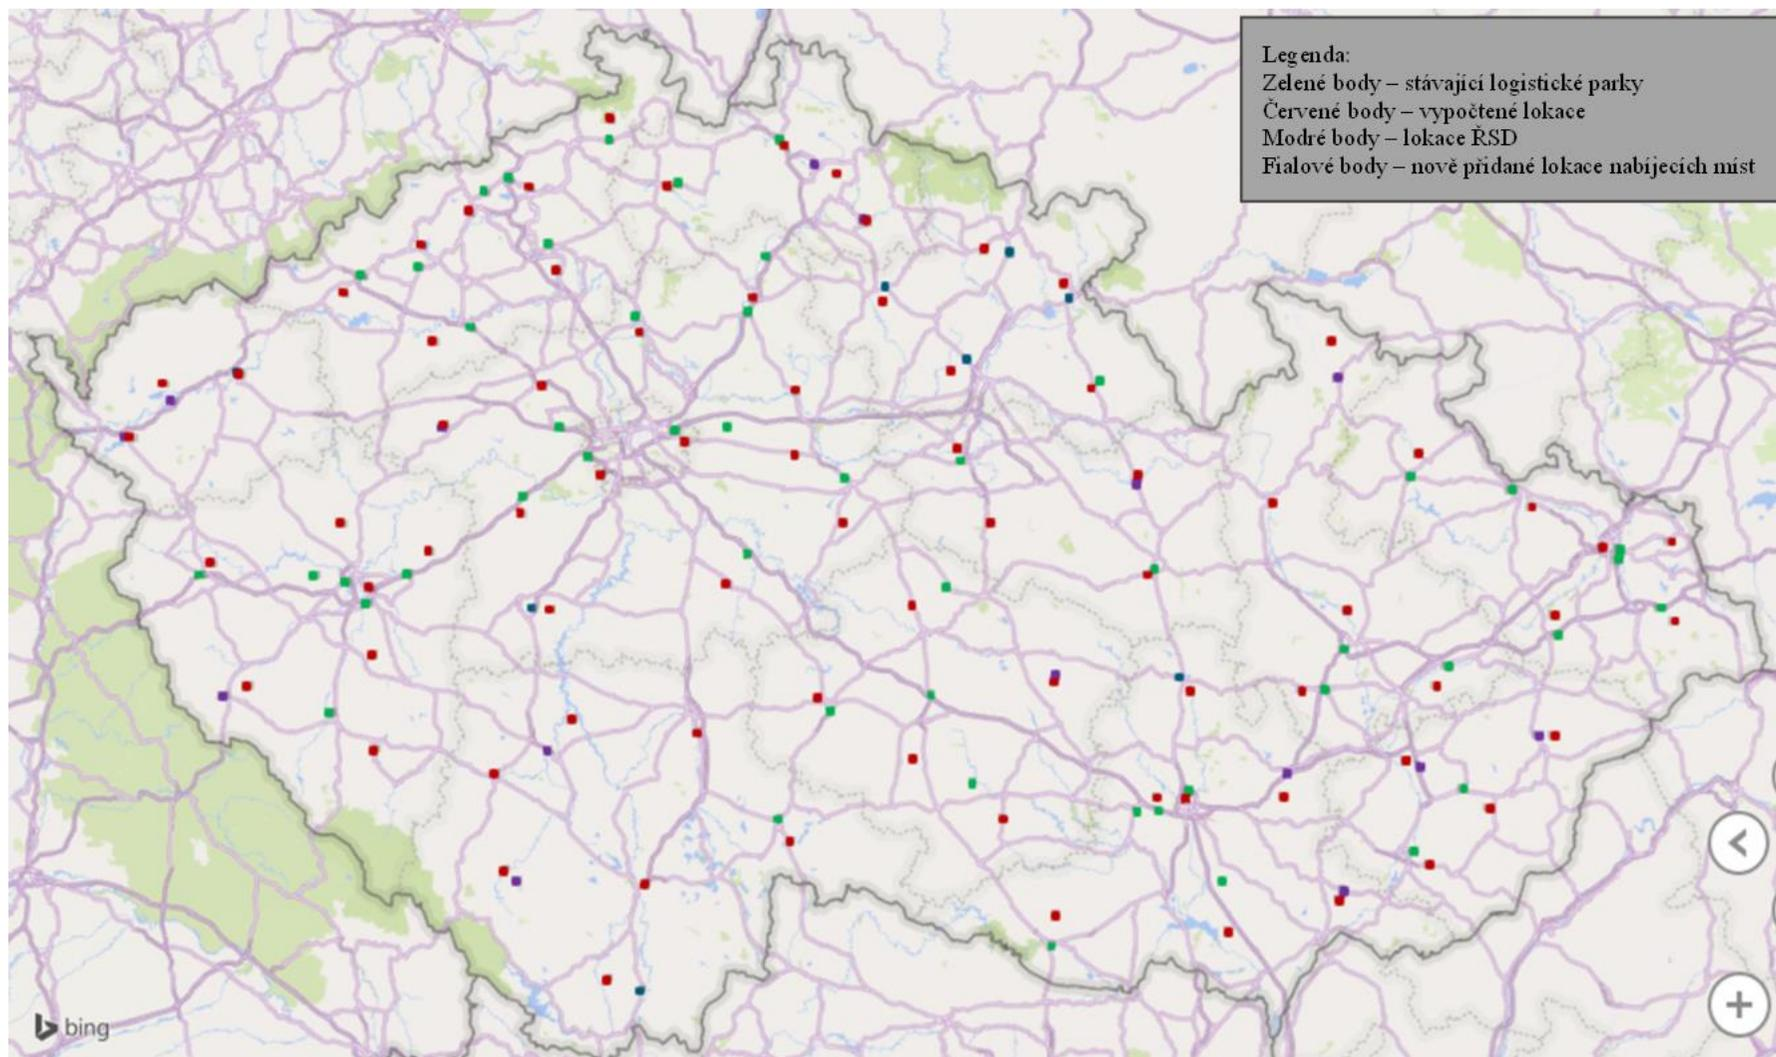 Legenda:
Zelené body – stávající logistické parky
Červené body – vypočtené lokace
Modré body – lokace ŘSD
Fialové body – nově přidané lokace nabíjecích míst
bing